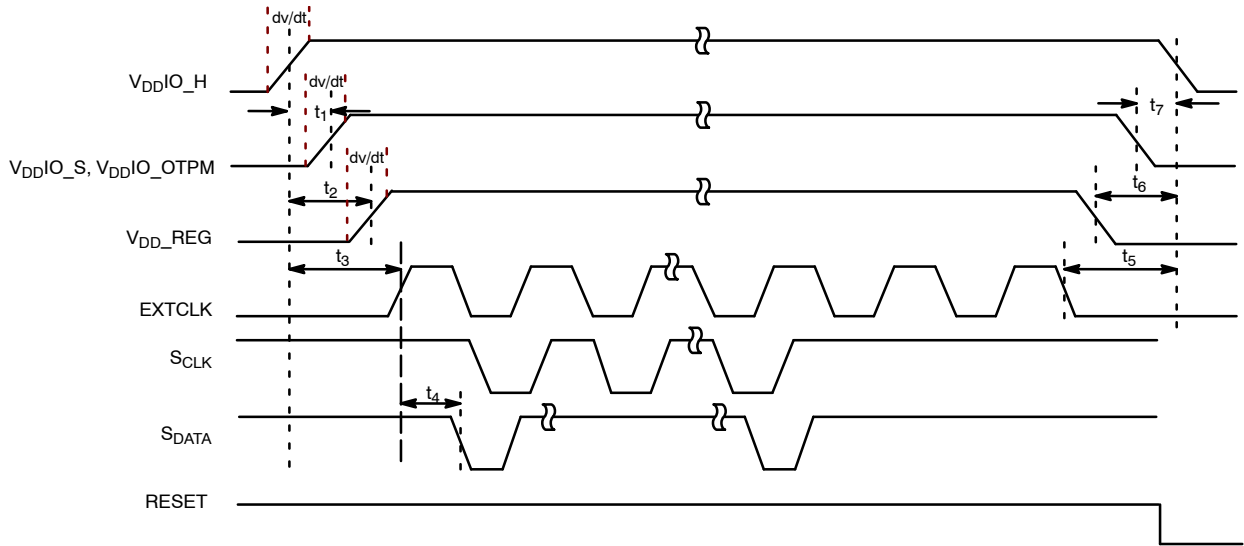 dv/dt
VDDIO_H
dv/dt
t1
t7
VDDIO_S, VDDIO_OTPM
dv/dt
t2
t6
VDD_REG
t3
t5
EXTCLK
SCLK
t4
SDATA
RESET